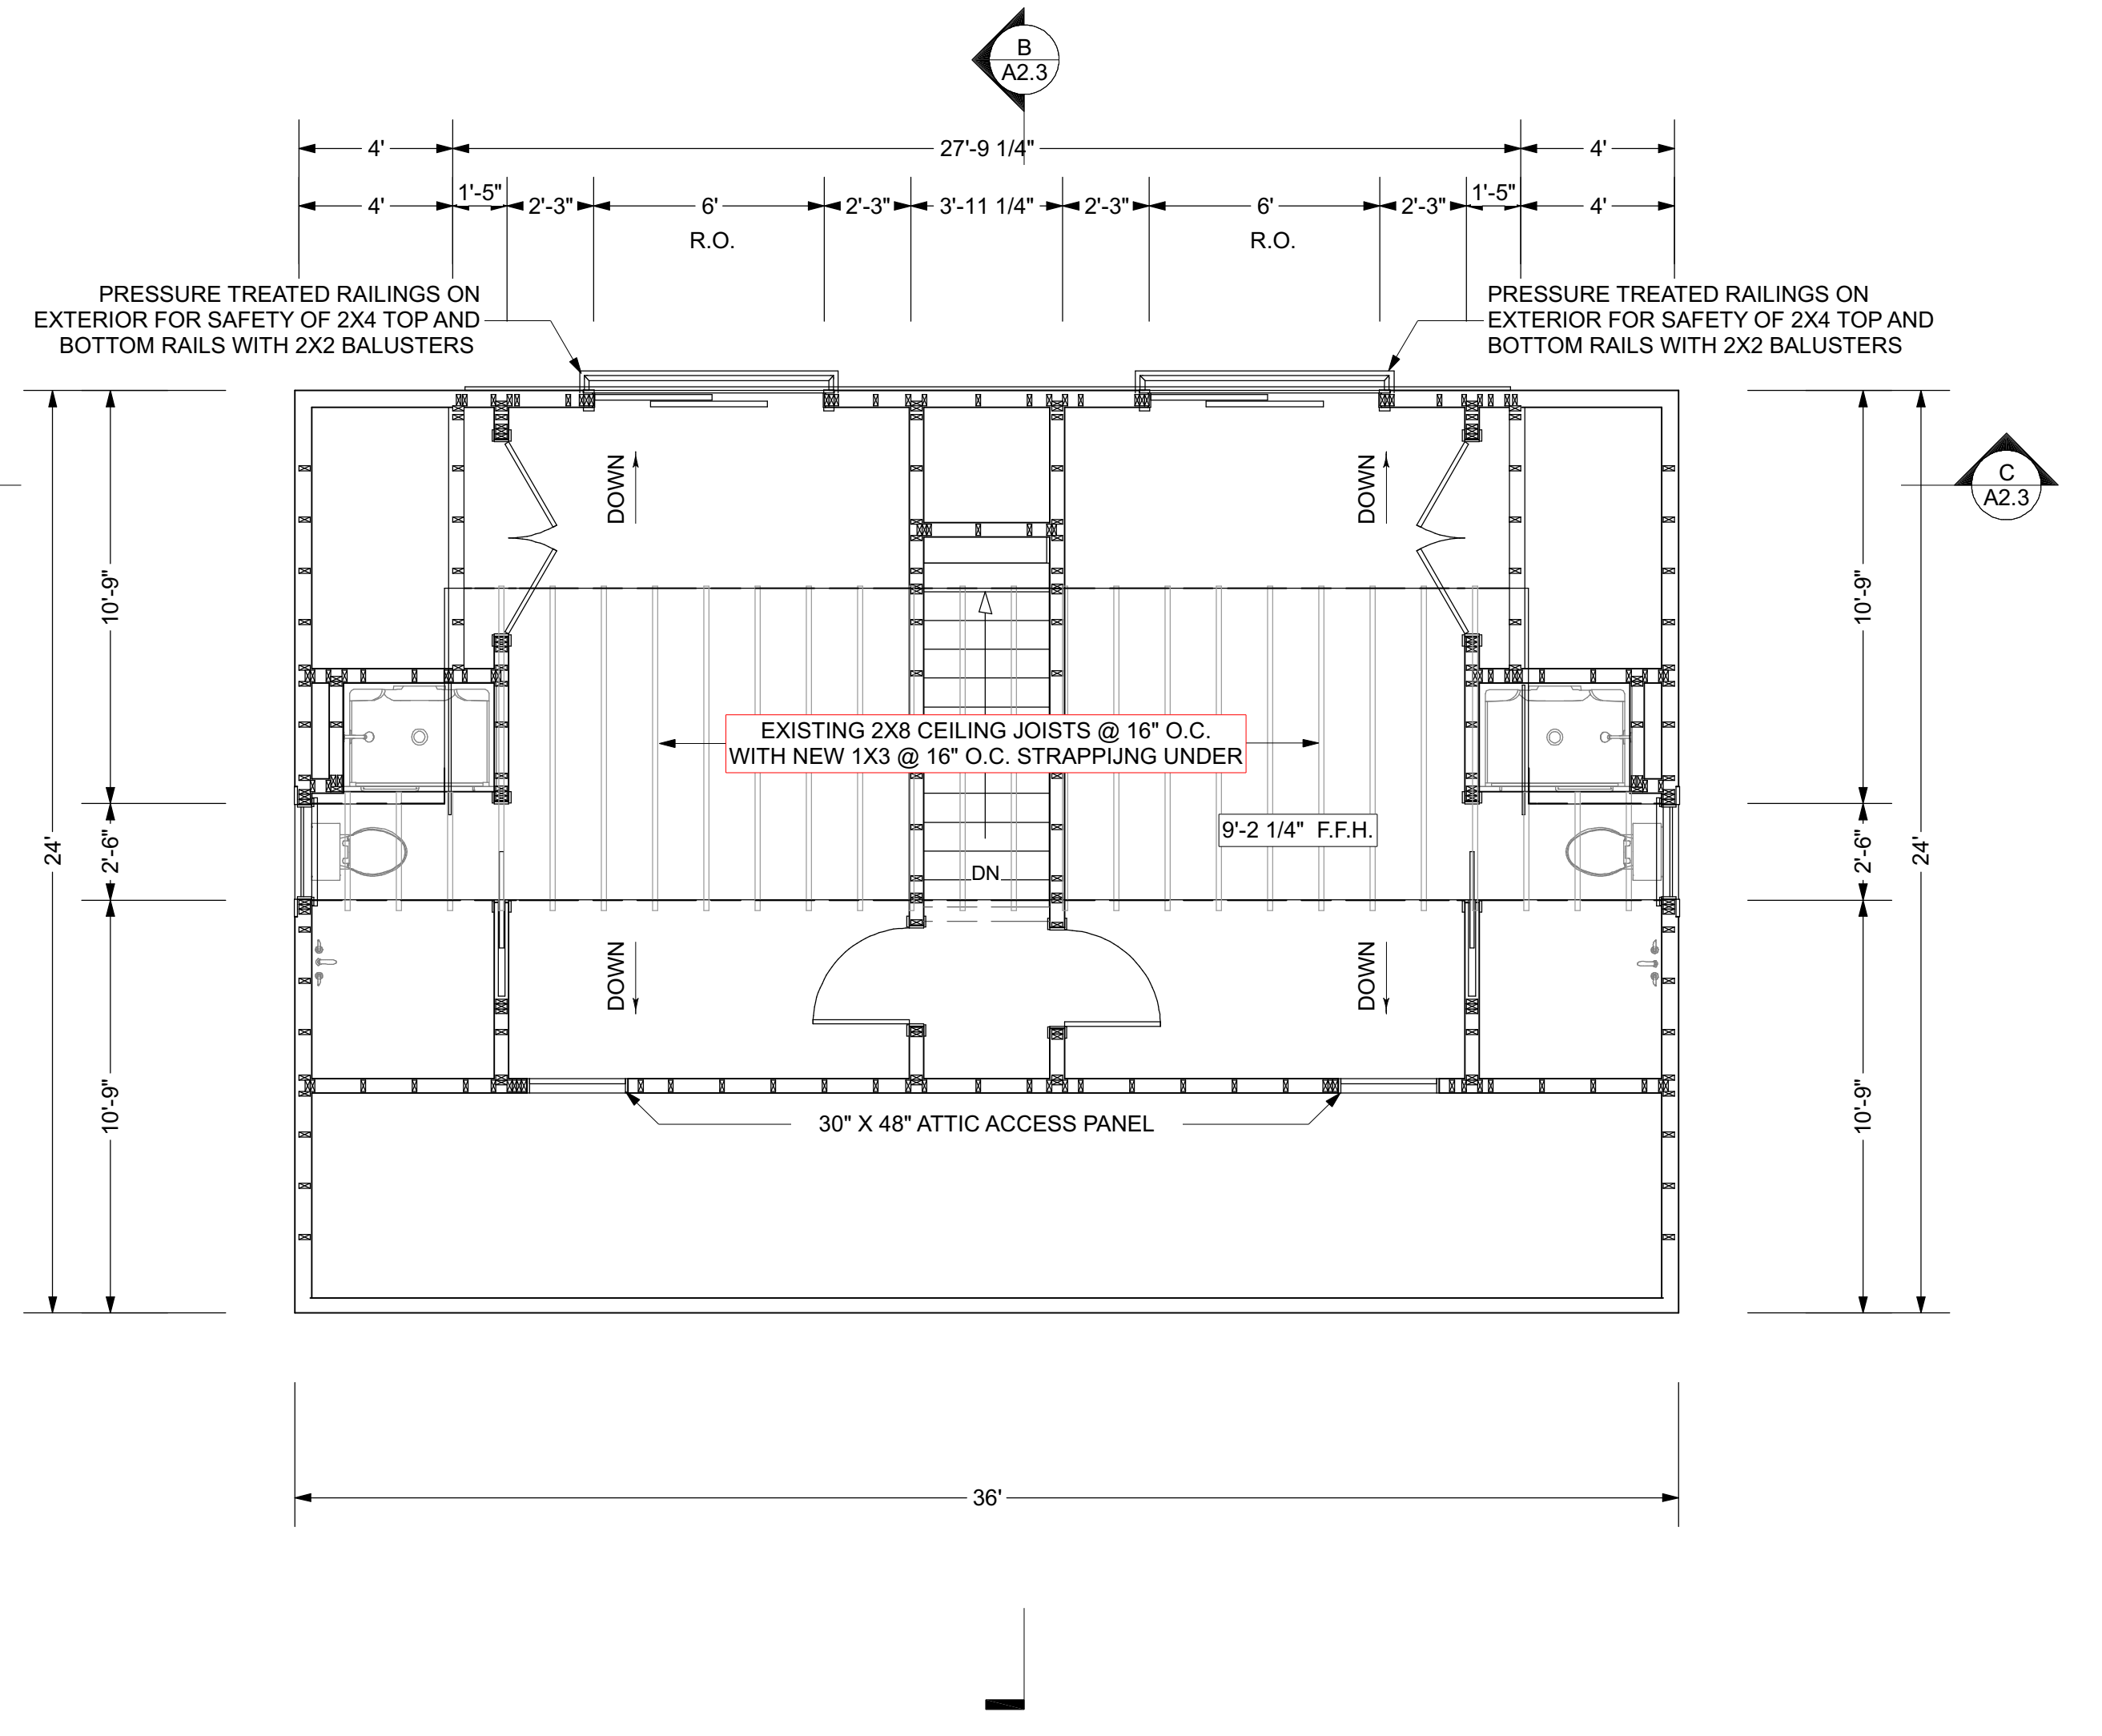 B
A2.3
4'
27'-9 1/4"
4'
4'
1'-5"
2'-3"
6'
2'-3"
3'-11 1/4"
2'-3"
6'
2'-3"
1'-5"
4'
R.O.
R.O.
PRESSURE TREATED RAILINGS ON
EXTERIOR FOR SAFETY OF 2X4 TOP AND
BOTTOM RAILS WITH 2X2 BALUSTERS
PRESSURE TREATED RAILINGS ON
EXTERIOR FOR SAFETY OF 2X4 TOP AND
BOTTOM RAILS WITH 2X2 BALUSTERS
C
A2.3
DOWN
DOWN
10'-9"
10'-9"
EXISTING 2X8 CEILING JOISTS @ 16" O.C.
WITH NEW 1X3 @ 16" O.C. STRAPPIJNG UNDER
9'-2 1/4" F.F.H.
24'
2'-6"
2'-6"
24'
DN
DOWN
DOWN
10'-9"
10'-9"
30" X 48" ATTIC ACCESS PANEL
36'